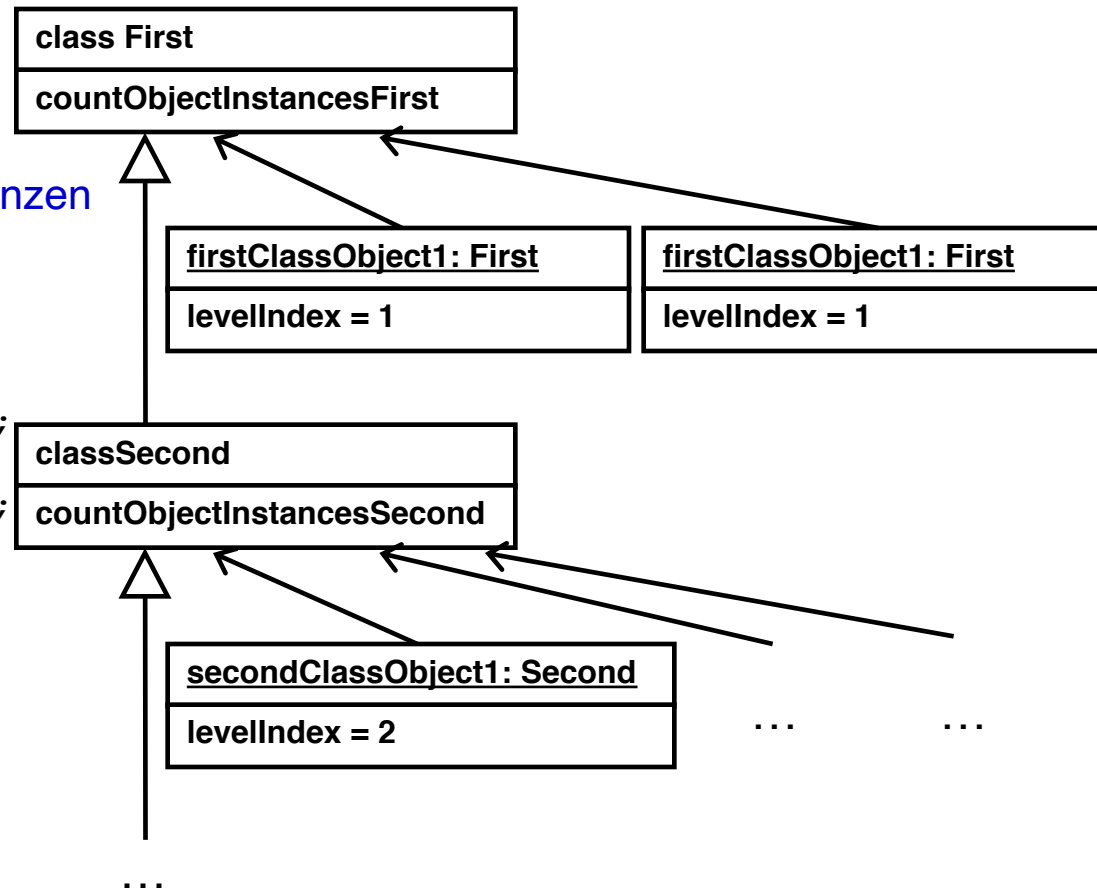 class First
countObjectInstancesFirst
nzen
firstClassObject1: First
levelIndex = 1
firstClassObject1: First
levelIndex = 1
;
classSecond
;
countObjectInstancesSecond
secondClassObject1: Second
levelIndex = 2
...
...
...